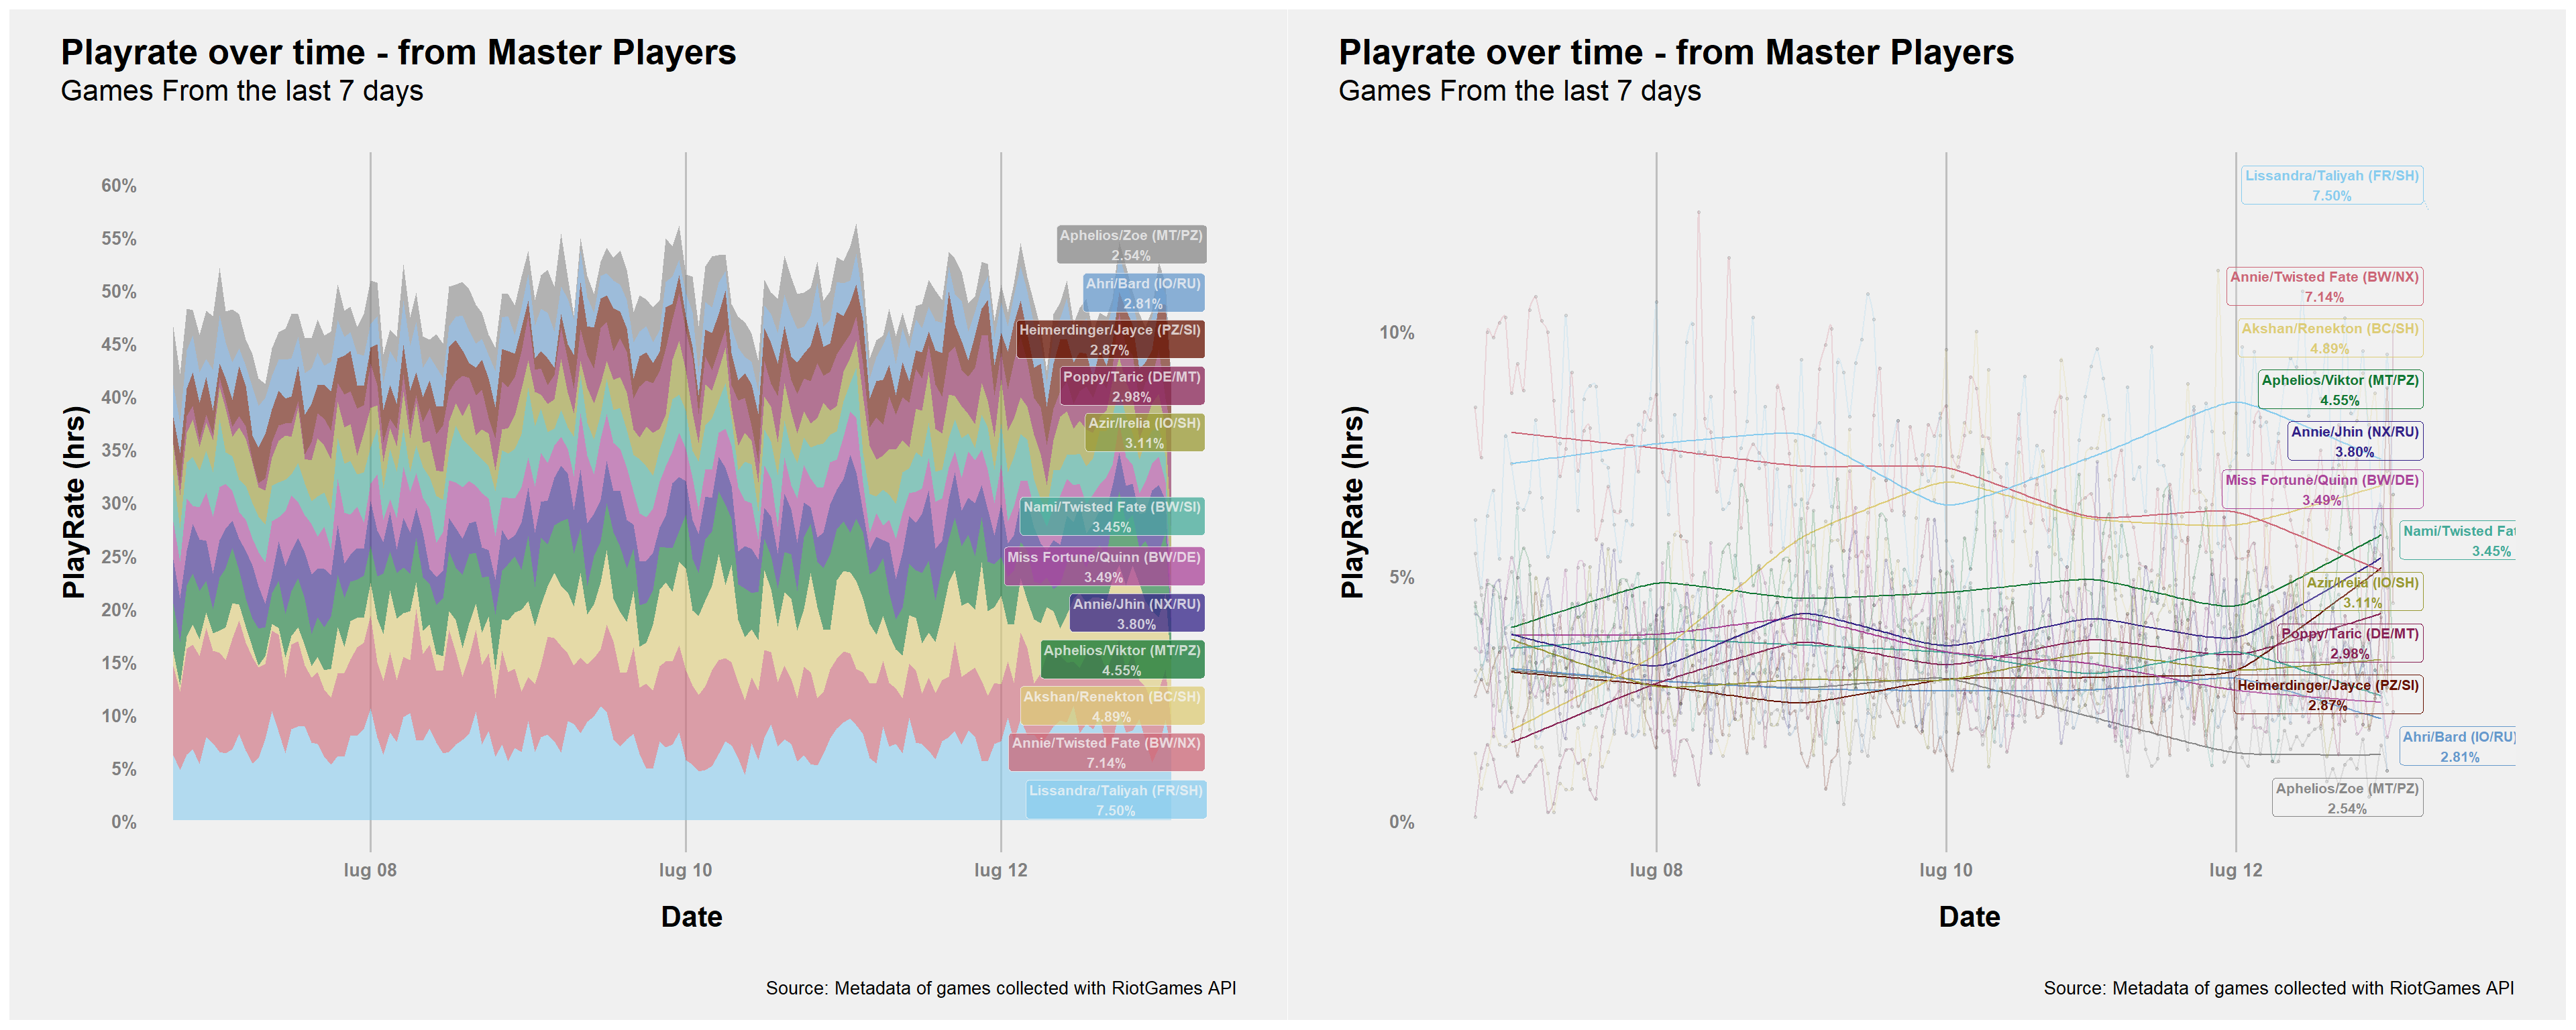 Playrate over time - from Master Players
Games From the last 7 days
PlayRate (hrs)
60%
55%
50%
45%
40%
35%
30%
25%
20%
15%
10%
5%
0%
Aphelios/Zoe (MT/PZ)
2.54%
Ahri/Bard (IO/RU)
2.81%
Heimerdinger/Jayce (PZ/SI)
2.87%
Poppy/Taric (DE/MT)
2.98%
Azir/Irelia (IO/SH)
3.11%
Nami/Twisted Fate (BW/SI)
3.45%
Miss Fortune/Quinn (BW/DE)
3.49%
Annie/Jhin (NX/RU)
3.80%
Aphelios/Viktor (MT/PZ)
4.55%
Akshan/Renekton (BC/SH)
4.89%
Annie/Twisted Fate (BW/NX)
7.14%
Lissandra/Taliyah (FR/SH)
7.50%
lug 08
lug 10
lug 12
Date
Source: Metadata of games collected with RiotGames API
Playrate over time - from Master Players
Games From the last 7 days
PlayRate (hrs)
10%
5%
0%
Lissandra/Taliyah (FR/SH)
7.50%
Annie/Twisted Fate (BW/NX)
7.14%
Akshan/Renekton (BC/SH)
4.89%
Aphelios/Viktor (MT/PZ)
4.55%
Annie/Jhin (NX/RU)
3.80%
Miss Fortune/Quinn (BW/DE)
3.49%
Nami/Twisted Fat
3.45%
Azir/Irelia (IO/SH)
3.11%
Poppy/Taric (DE/MT)
2.98%
Heimerdinger/Jayce (PZ/SI)
2.87%
Ahri/Bard (IO/RU)
2.81%
Aphelios/Zoe (MT/PZ)
2.54%
lug 08
lug 10
lug 12
Date
Source: Metadata of games collected with RiotGames API